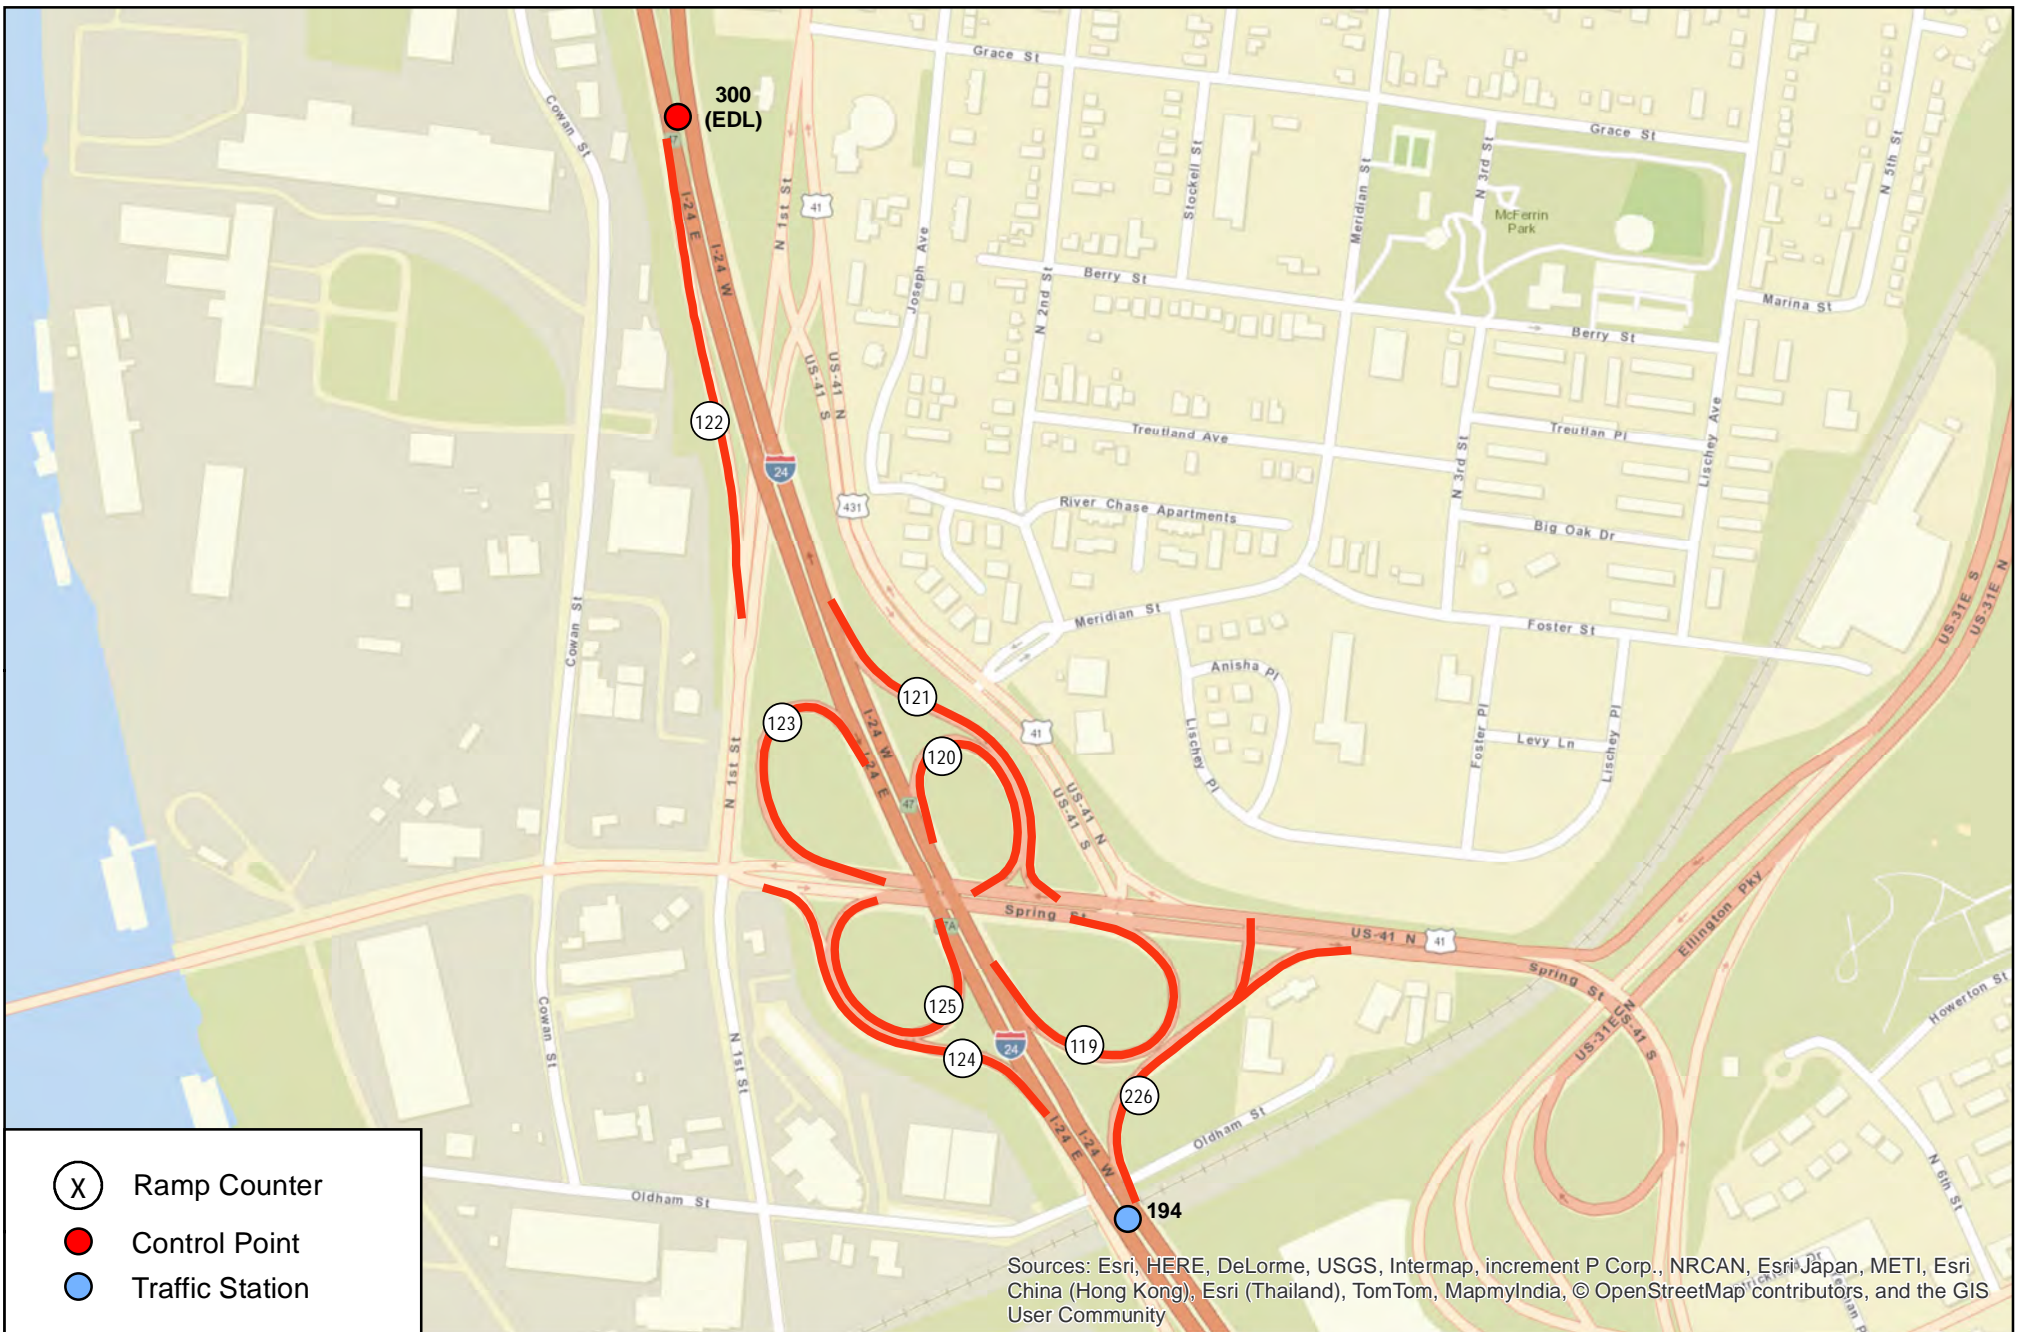 300
(EDL)
Grace St
Grace St
Cowan St
N 1st St
41
Stockell St
Meridian St
N 3rd St
McFerrin
Park
N 5th St
I-24 E
I-24 W
Joseph Ave
N 2nd St
Berry St
Berry St
Marina St
US-41 S
US-41 N
122
24
431
Treutland Ave
Treutlan Pl
Lischey Ave
N 3rd St
River Chase Apartments
Big Oak Dr
Cowan St
Meridian St
Foster St
US-31E S
US-31E N
Anisha Pl
121
123
120
41
I-24 W
I-24 E
N 1st St
47
US-41 N
US-41 S
Lischey Pl
Foster Pl
Levy Ln
Lischey Pl
Spring St
US-41 N
41
Ellington Pky
Spring St
US-31E N
US-41 S
Howerton St
125
124
24
119
226
Cowan St
N 1st St
I-24 E
I-24 W
Oldham St
N 6th St
Oldham St
194
X Ramp Counter
Control Point
Traffic Station
Sources: Esri, HERE, DeLorme, USGS, Intermap, increment P Corp., NRCAN, Esri Japan, METI, Esri
China (Hong Kong), Esri (Thailand), TomTom, MapmyIndia, © OpenStreetMap contributors, and the GIS
User Community